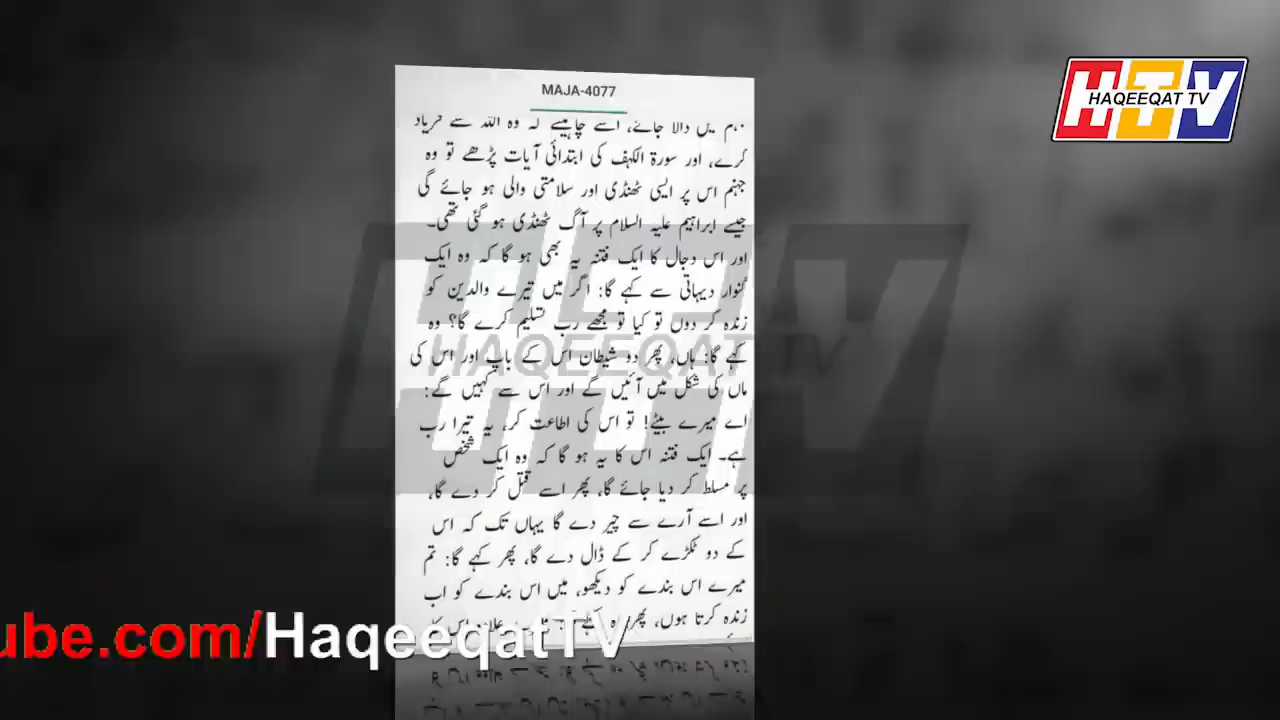 HTV
HAQEEQAT TV
MAJA-4077
جہنم میں ڈالا جائے، اسے چاہیئے کہ وہ اللہ سے فریاد
کرے، اور سورۃ الکہف کی ابتدائی آیات پڑھے تو وہ
جہنم اس پر ایسی ٹھنڈی اور سلامتی والی ہو جائے گی
جیسے ابراہیم علیہ السلام پر آگ ٹھنڈی ہو گئی تھی۔
اور اس دجال کا ایک فتنہ یہ بھی ہو گا کہ وہ ایک
گنوار دیہاتی سے کہے گا: اگر میں تیرے والدین کو
زندہ کر دوں تو کیا تو مجھے رب تسلیم کرے گا؟ وہ
کہے گا: ہاں، پھر دو شیطان اس کے باپ اور اس کی
ماں کی شکل میں آئیں گے اور اس سے کہیں گے:
اے میرے بیٹے! تو اس کی اطاعت کر، یہ تیرا رب
ہے۔ ایک فتنہ اس کا یہ ہو گا کہ وہ ایک شخص
پر مسلط کر دیا جائے گا، پھر اسے قتل کر دے گا،
اور اسے آرے سے چیر دے گا یہاں تک کہ اس
کے دو ٹکڑے کر کے ڈال دے گا، پھر کہے گا: تم
میرے اس بندے کو دیکھو، میں اس بندے کو اب
زندہ کرتا ہوں، پھر
HAQEEQAT TV
ube.com/HaqeeqatTV